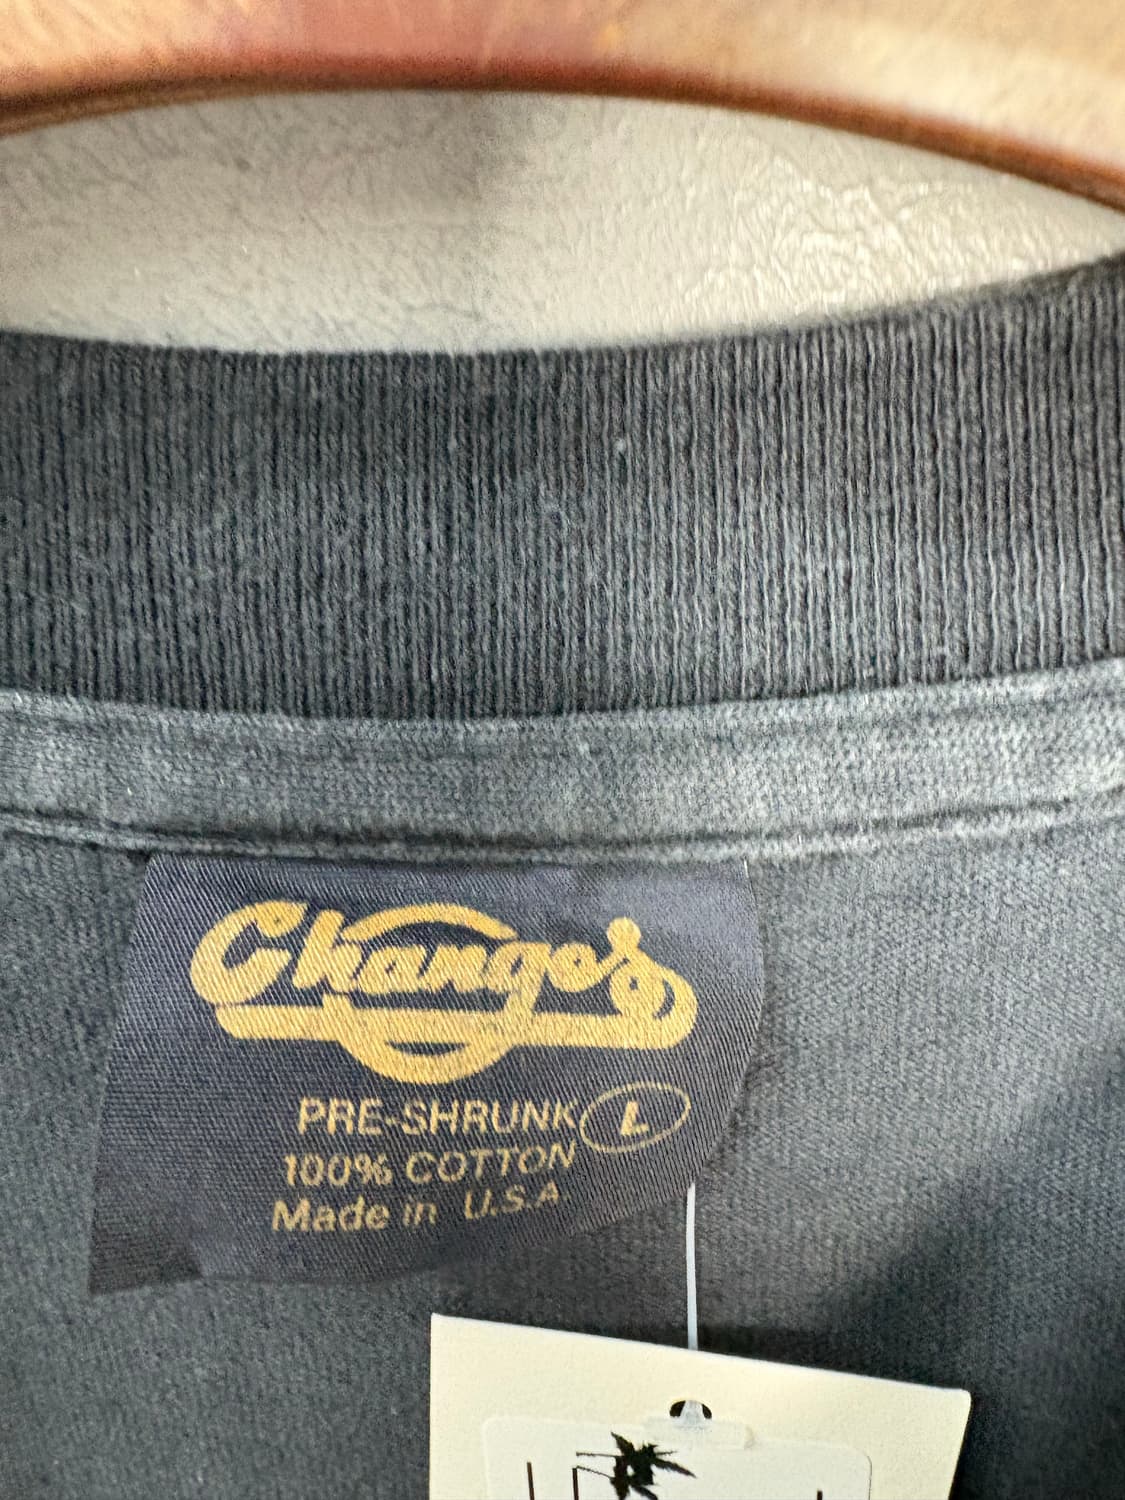 Changes
PRE-SHRUNK L
100% COTTON
Made in U.S.A.